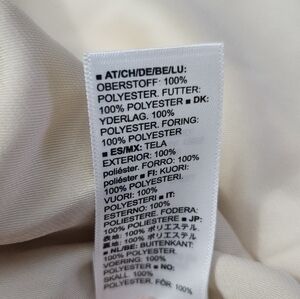 ■ AT/CH/DE/BE/LU:
OBERSTOFF: 100%
POLYESTER. FUTTER:
100% POLYESTER ■ DK:
YDERLAG: 100%
POLYESTER. FORING:
100% POLYESTER
■ ES/MX: TELA
EXTERIOR: 100%
poliéster. FORRO: 100%
poliéster ■ FI: KUORI:
100% POLYESTERI.
VUORI: 100%
POLYESTERI ■ IT:
ESTERNO: 100%
POLIESTERE. FODERA:
POLIESTERE ■ JP:
表地: 100% ポリエステル
裏地: 100% ポリエステル
■ NL/BE: BUITENKANT:
100% POLYESTER.
VOERING: 100%
POLYESTER ■ NO:
SKALL: 100%
POLYESTER. FÔR: 100%